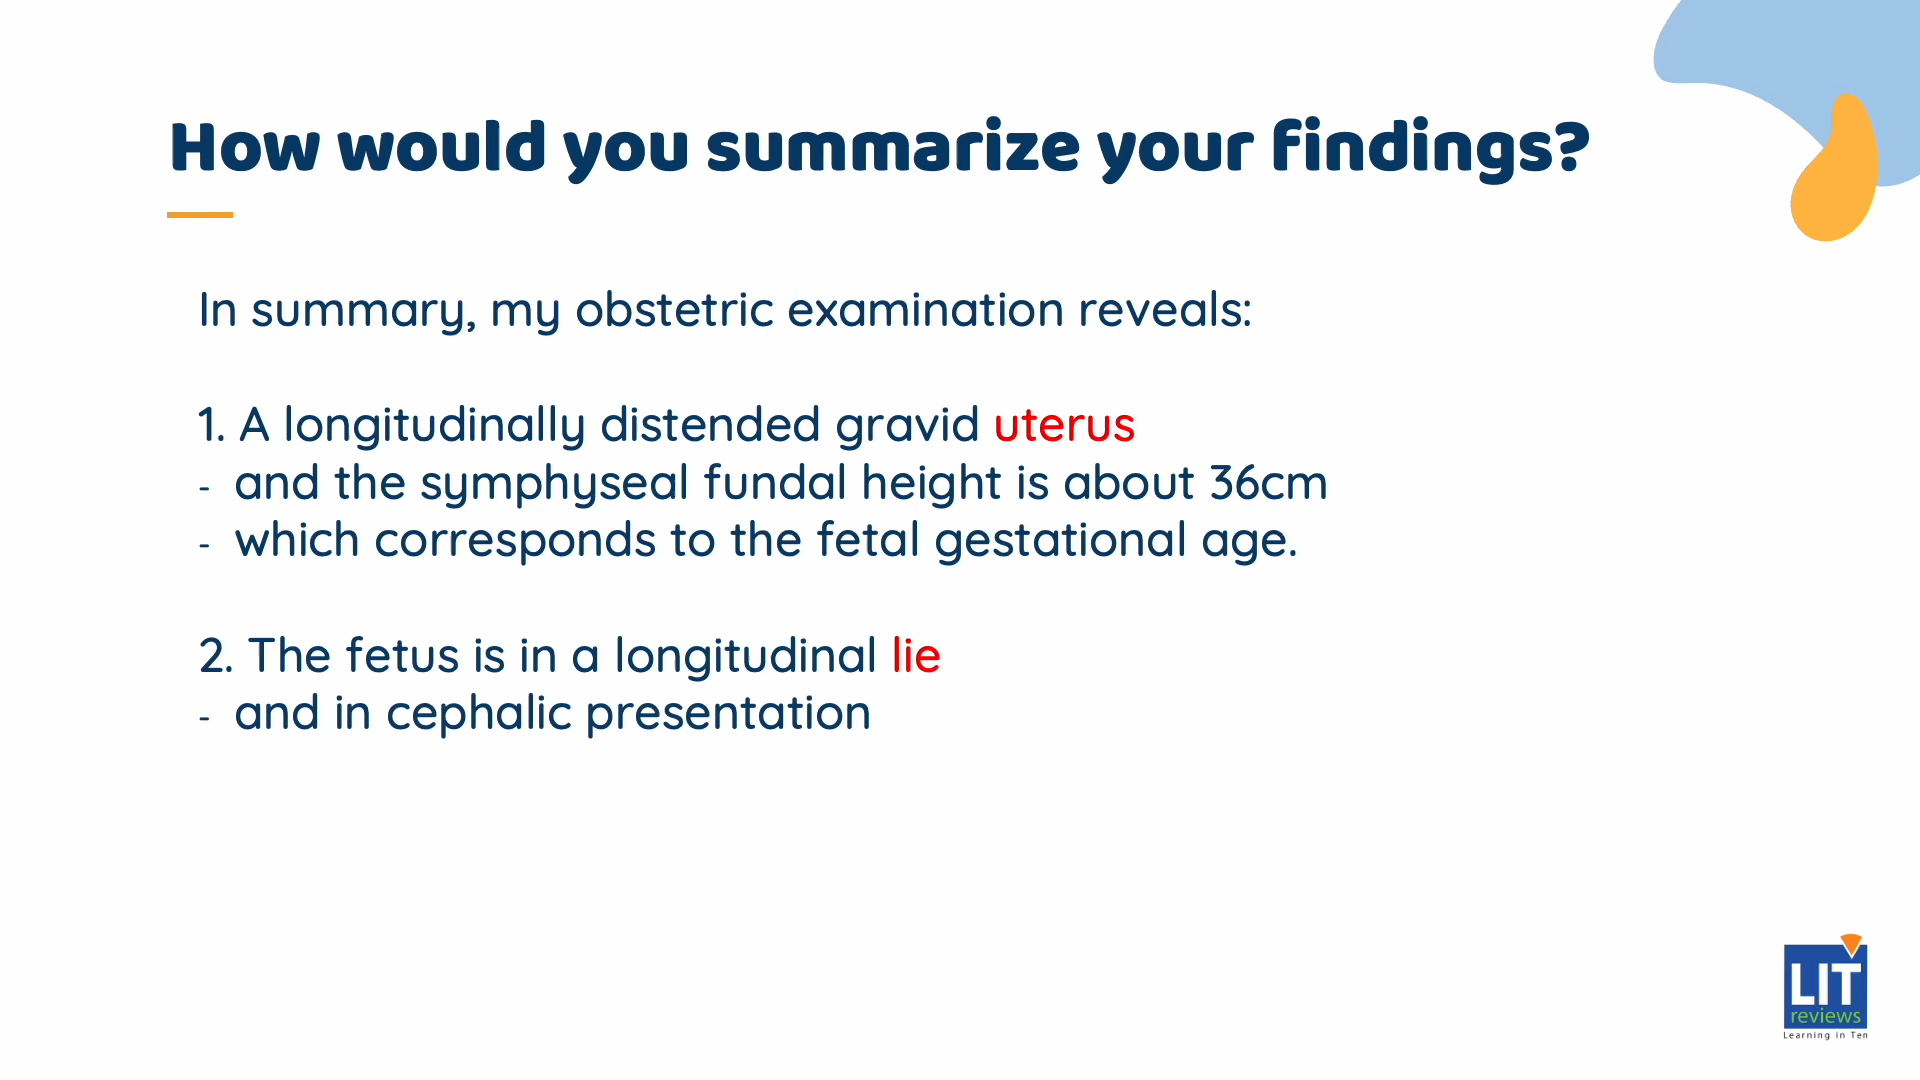 How would you summarize your findings?
In summary, my obstetric examination reveals:
1. A longitudinally distended gravid uterus
- and the symphyseal fundal height is about 36cm
- which corresponds to the fetal gestational age.
2. The fetus is in a longitudinal lie
- and in cephalic presentation
LIT
reviews
Learning in Ten